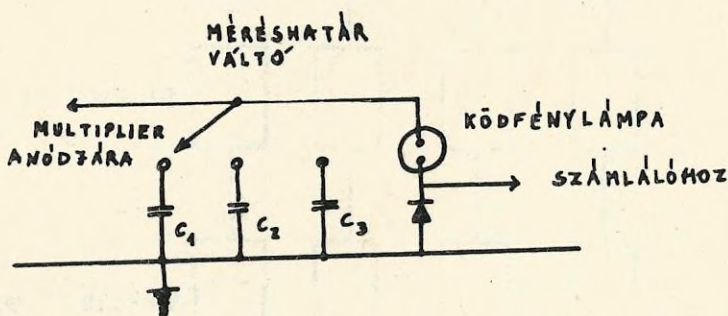 MÉRÉSHATÁR
VÁLTÓ
MULTIPLIER
ANÓDJÁRA
KÖDFÉNYLÁMPA
SZÁMLÁLÓHOZ
C1
C2
C3